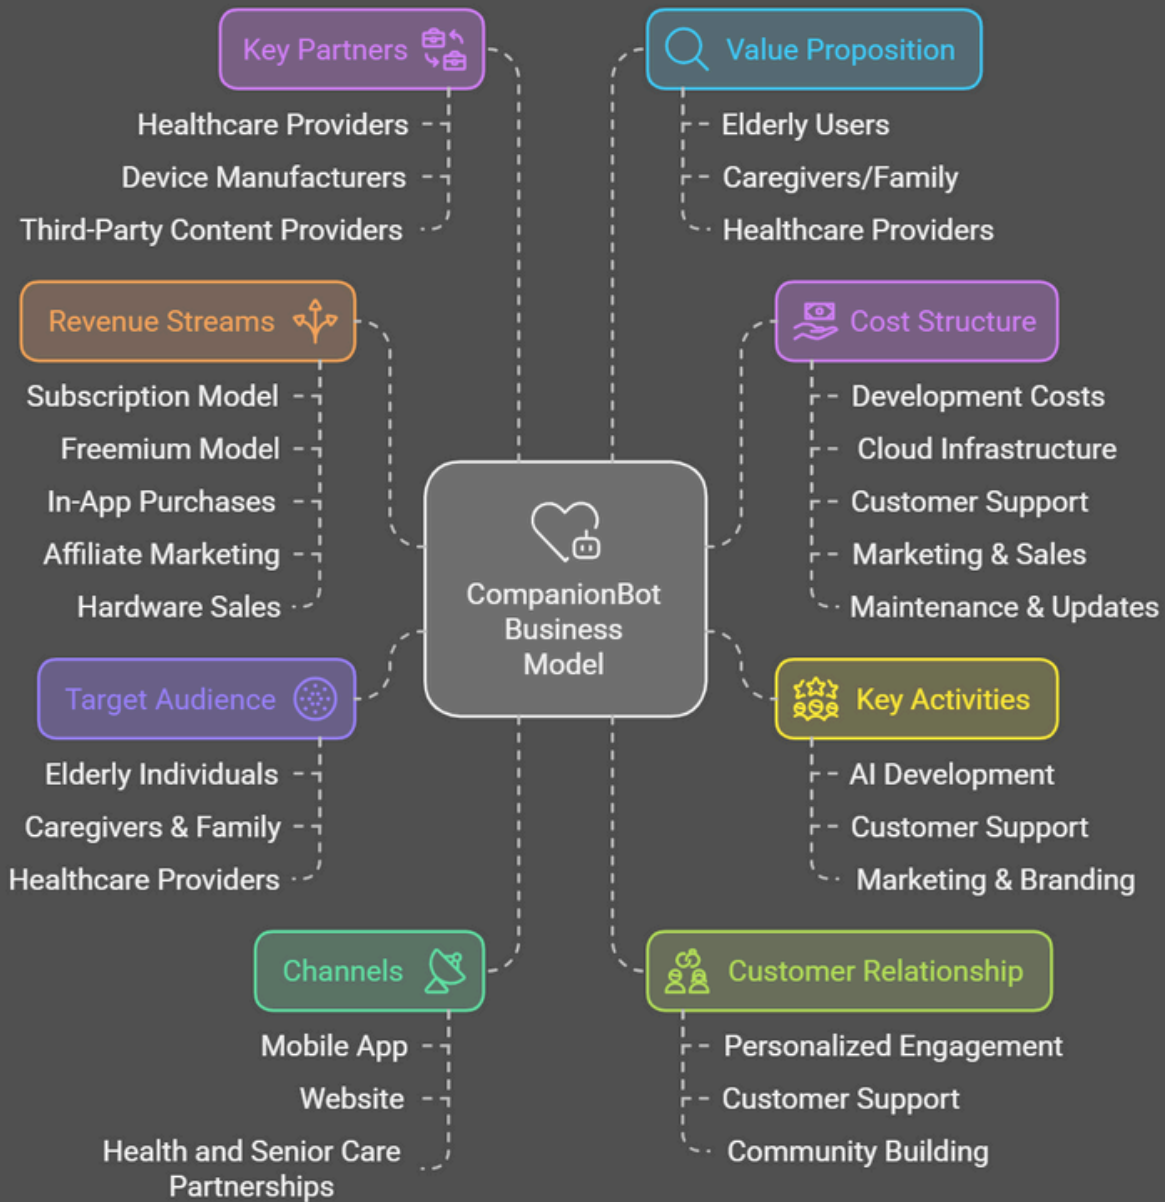 Key Partners
Healthcare Providers
Device Manufacturers
Third-Party Content Providers
Value Proposition
Elderly Users
Caregivers/Family
Healthcare Providers
Revenue Streams
Subscription Model
Freemium Model
In-App Purchases
Affiliate Marketing
Hardware Sales
Cost Structure
Development Costs
Cloud Infrastructure
Customer Support
Marketing & Sales
Maintenance & Updates
CompanionBot
Business
Model
Target Audience
Elderly Individuals
Caregivers & Family
Healthcare Providers
Key Activities
AI Development
Customer Support
Marketing & Branding
Channels
Mobile App
Website
Health and Senior Care
Partnerships
Customer Relationship
Personalized Engagement
Customer Support
Community Building